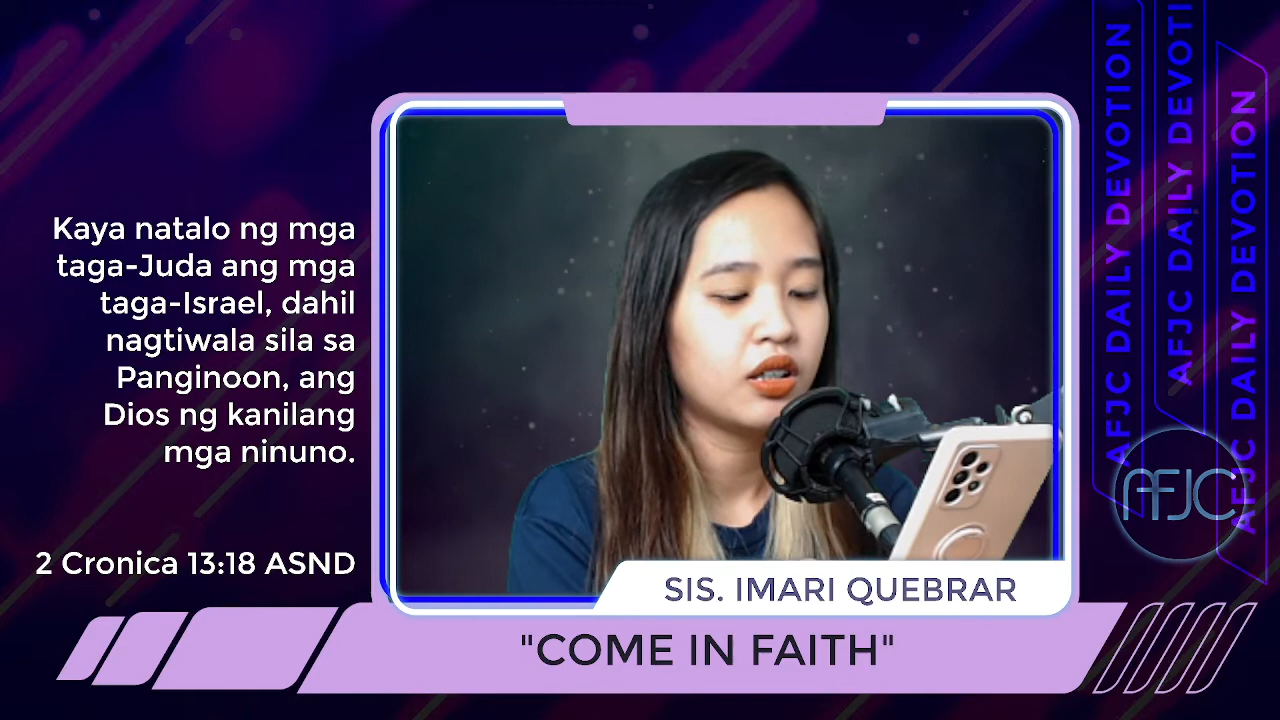 Kaya natalo ng mga
taga-Juda ang mga
taga-Israel, dahil
nagtiwala sila sa
Panginoon, ang
Dios ng kanilang
mga ninuno.
2 Cronica 13:18 ASND
SIS. IMARI QUEBRAR
"COME IN FAITH"
AFJC DAILY DEVOTION
AFJC DAILY DEVOTI
AFJC DAILY DEVOTION
AFJC